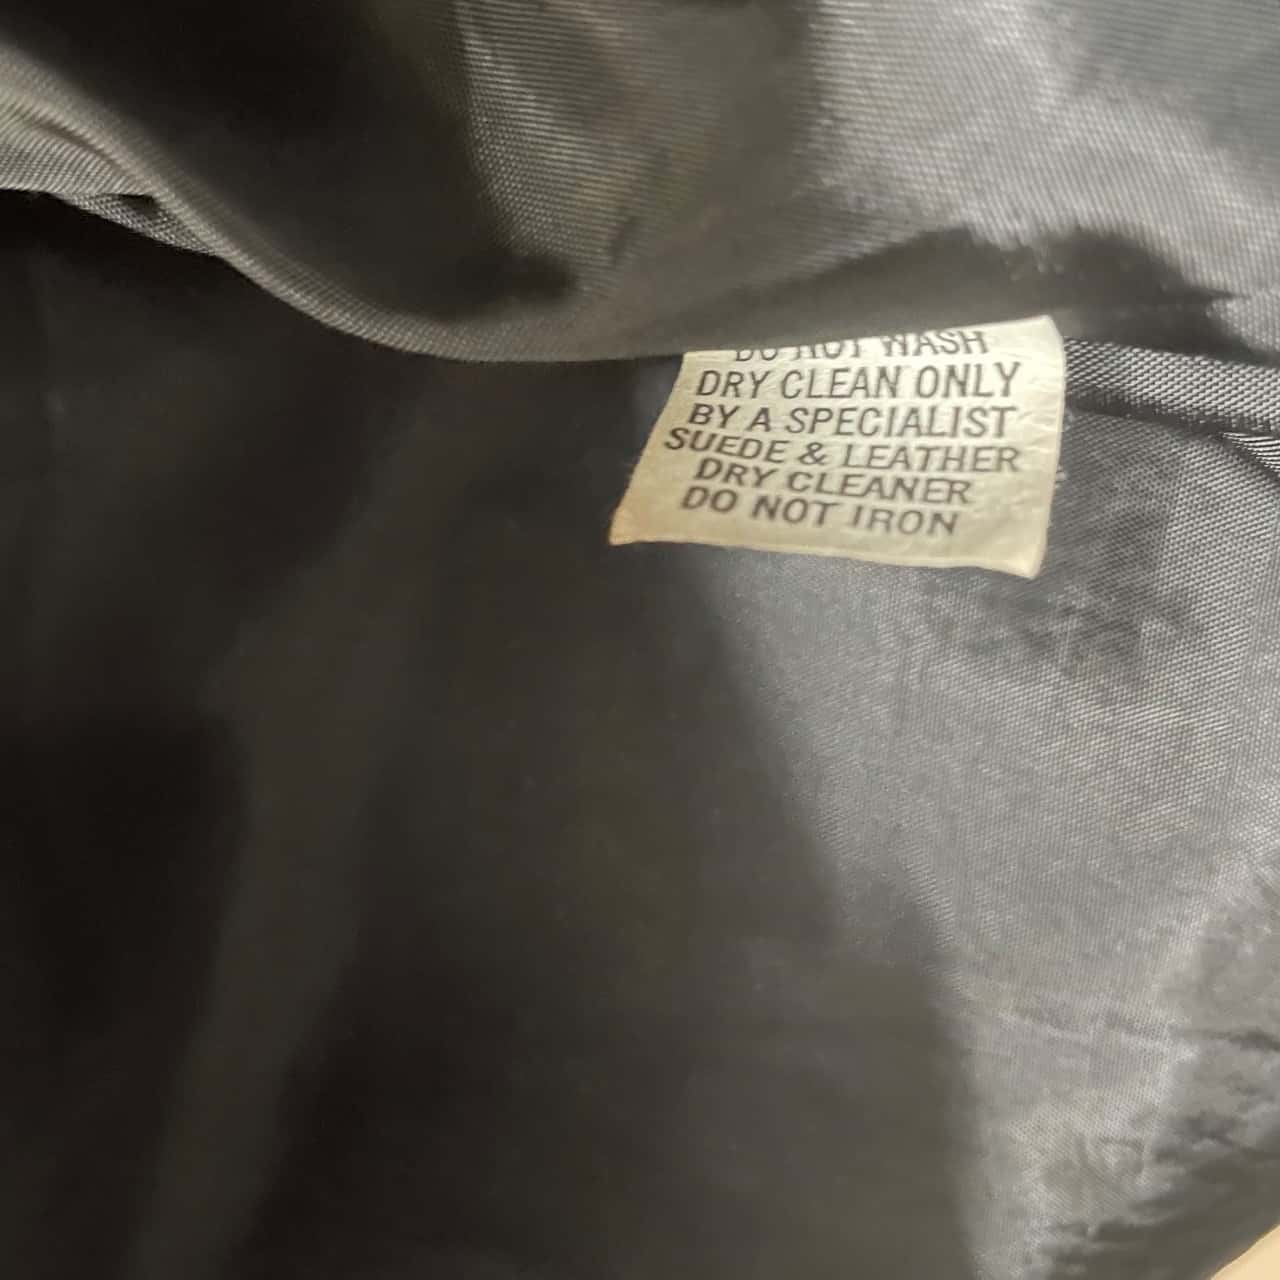 DO NOT WASH
DRY CLEAN ONLY
BY A SPECIALIST
SUEDE & LEATHER
DRY CLEANER
DO NOT IRON